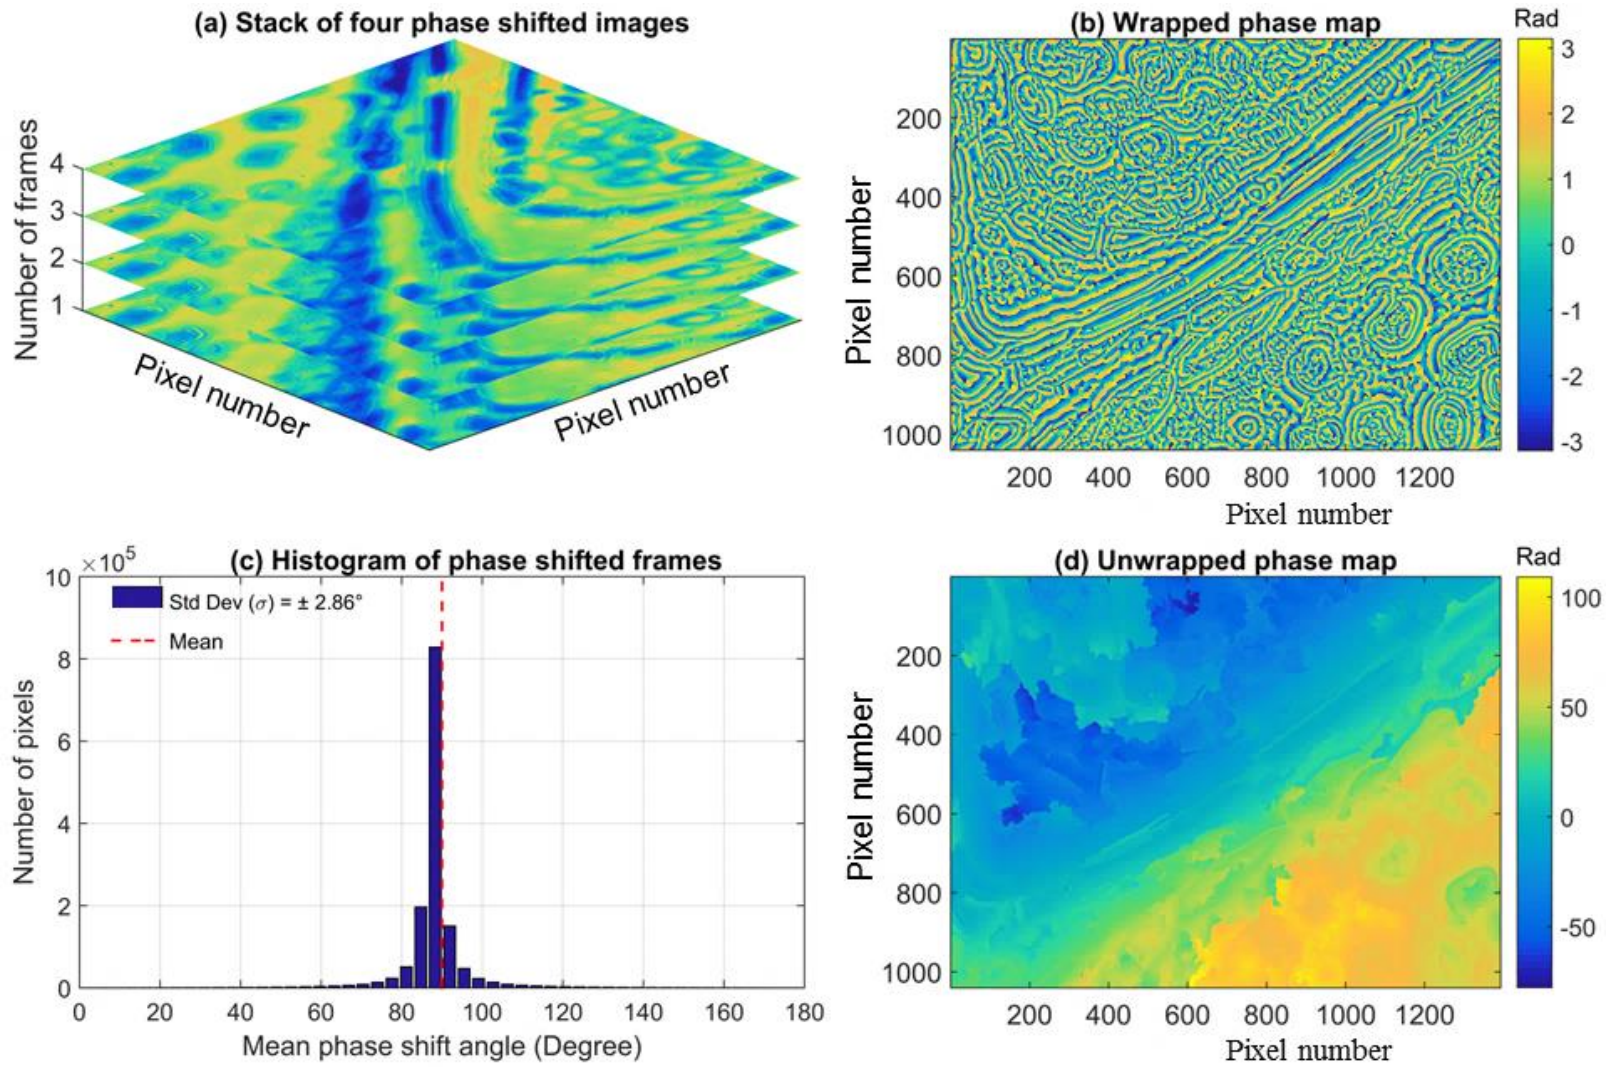 (a) Stack of four phase shifted images
Number of frames
4
3
2
1
Pixel number
Pixel number
(b) Wrapped phase map
Rad
Pixel number
200
400
600
800
1000
200 400 600 800 1000 1200
Pixel number
3
2
1
0
-1
-2
-3
(c) Histogram of phase shifted frames
×10⁵
Std Dev (σ) = ± 2.86°
Mean
Number of pixels
10
8
6
4
2
0
0 20 40 60 80 100 120 140 160 180
Mean phase shift angle (Degree)
(d) Unwrapped phase map
Rad
Pixel number
200
400
600
800
1000
200 400 600 800 1000 1200
Pixel number
100
50
0
-50